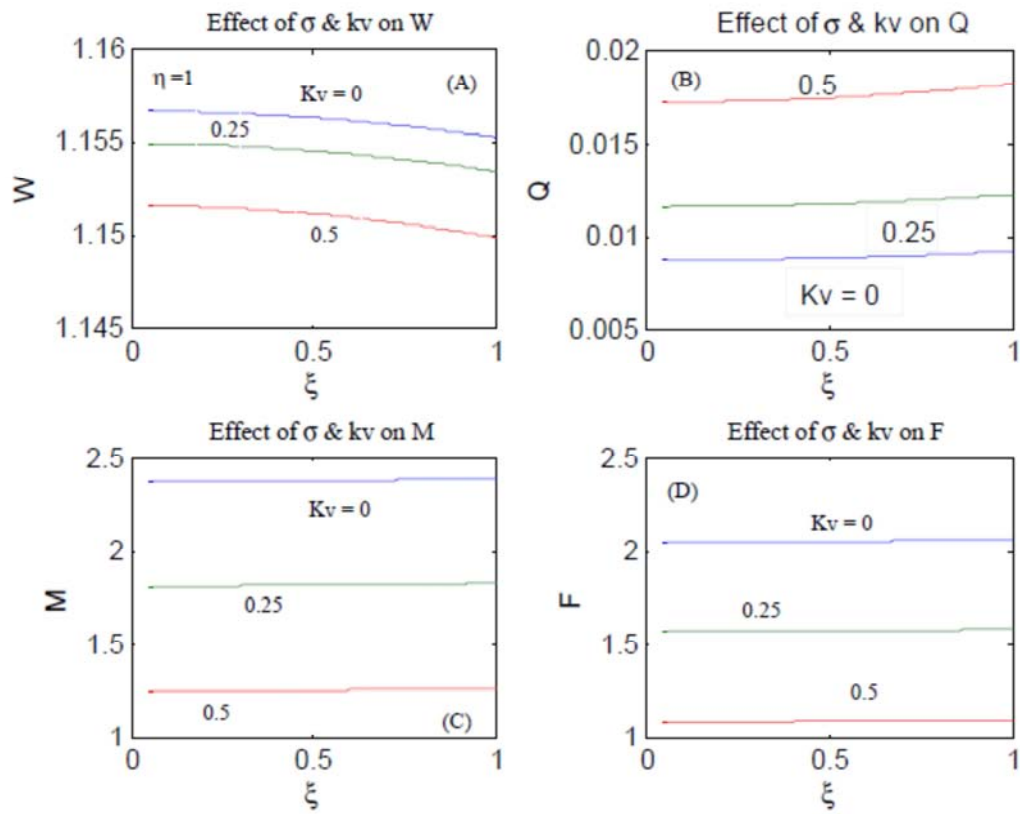 Effect of σ & kv on W
1.16
1.155
1.15
1.145
W
η =1
Kv = 0
(A)
0.25
0.5
0
0.5
1
ξ
Effect of σ & kv on Q
0.02
0.015
0.01
0.005
Q
(B)
0.5
0.25
Kv = 0
0
0.5
1
ξ
Effect of σ & kv on M
2.5
2
1.5
1
M
Kv = 0
0.25
0.5
(C)
0
0.5
1
ξ
Effect of σ & kv on F
2.5
2
1.5
1
F
(D)
Kv = 0
0.25
0.5
0
0.5
1
ξ